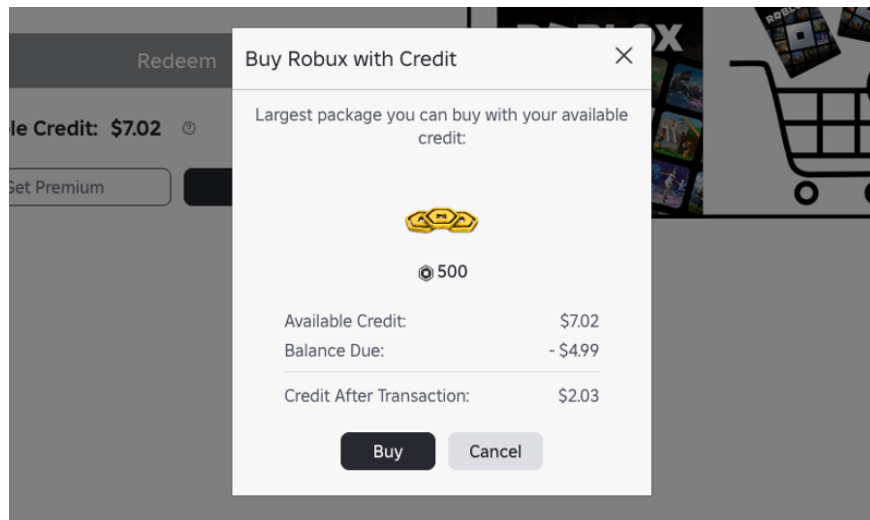 Redeem
le Credit: $7.02
Get Premium
Buy Robux with Credit
Largest package you can buy with your available
credit:
500
Available Credit: $7.02
Balance Due: - $4.99
Credit After Transaction: $2.03
Buy Cancel
ROBLOX